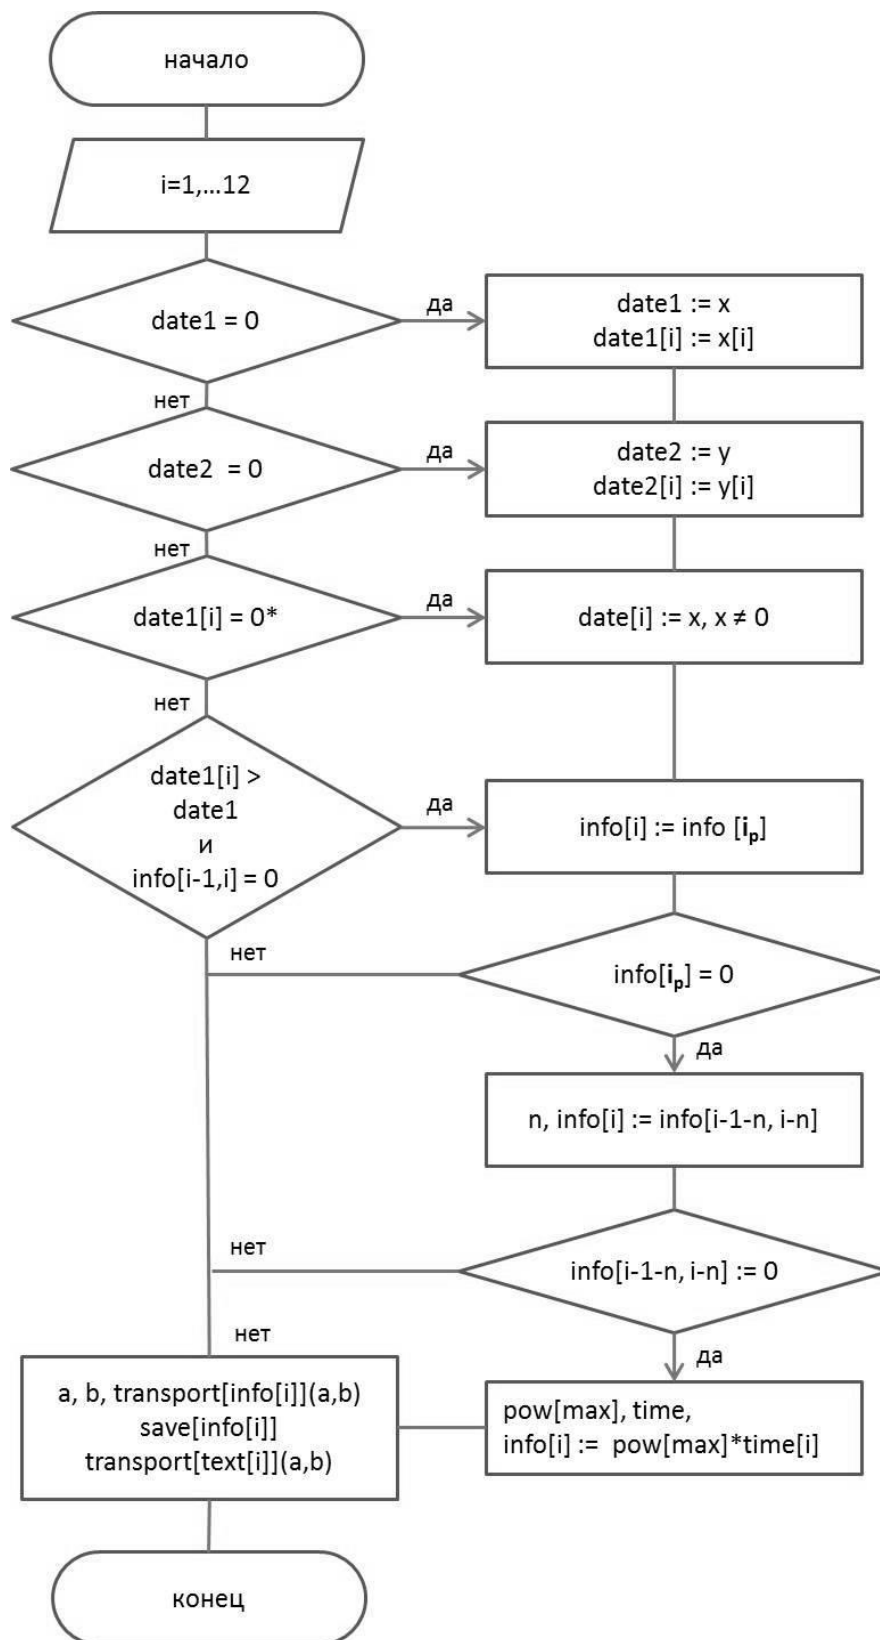 начало
i=1,...12
date1 = 0
да
date1 := x
date1[i] := x[i]
нет
date2 = 0
да
date2 := y
date2[i] := y[i]
нет
date1[i] = 0*
да
date[i] := x, x ≠ 0
нет
date1[i] >
date1
и
info[i-1,i] = 0
да
info[i] := info [ip]
нет
info[ip] = 0
да
n, info[i] := info[i-1-n, i-n]
нет
info[i-1-n, i-n] := 0
нет
да
a, b, transport[info[i]](a,b)
save[info[i]]
transport[text[i]](a,b)
pow[max], time,
info[i] := pow[max]*time[i]
конец